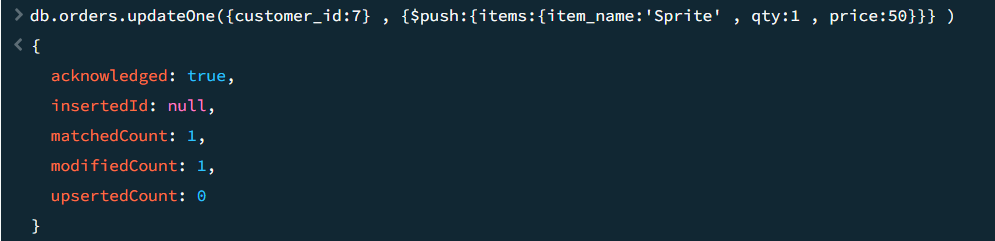 > db.orders.updateOne({customer_id:7} , {$push:{items:{item_name:'Sprite' , qty:1 , price:50}}} )
< {
acknowledged: true,
insertedId: null,
matchedCount: 1,
modifiedCount: 1,
upsertedCount: 0
}